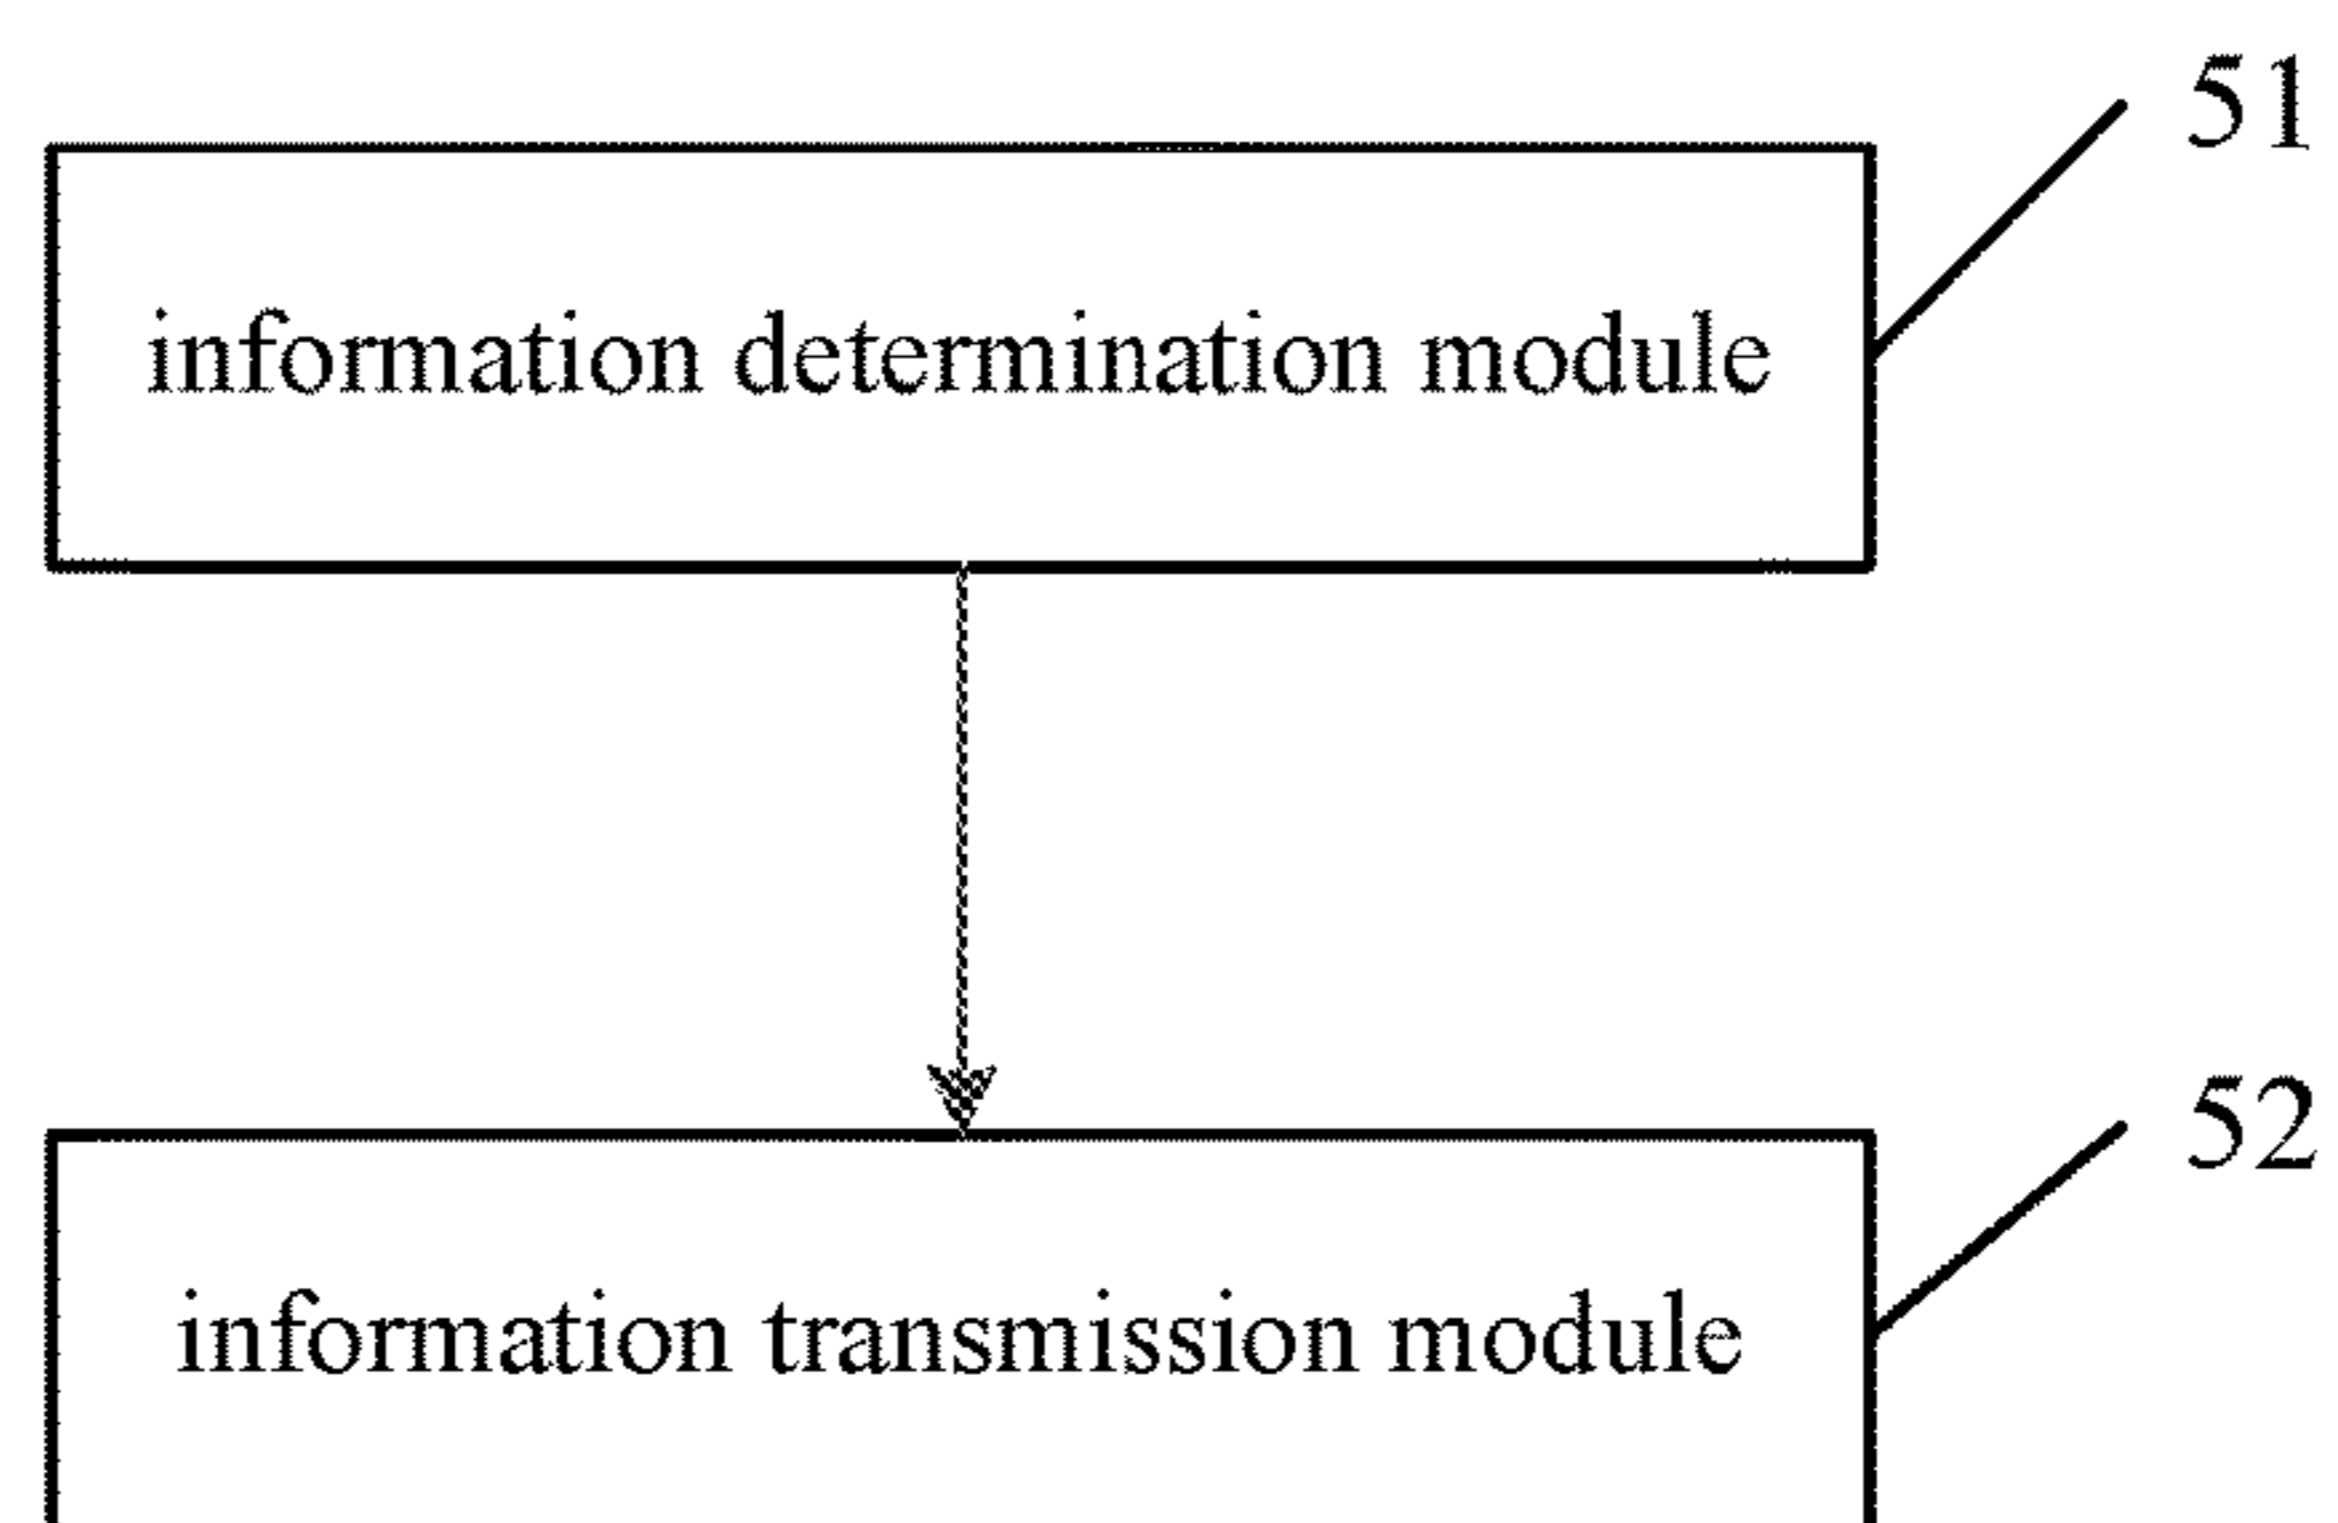 51
information determination module
52
information transmission module